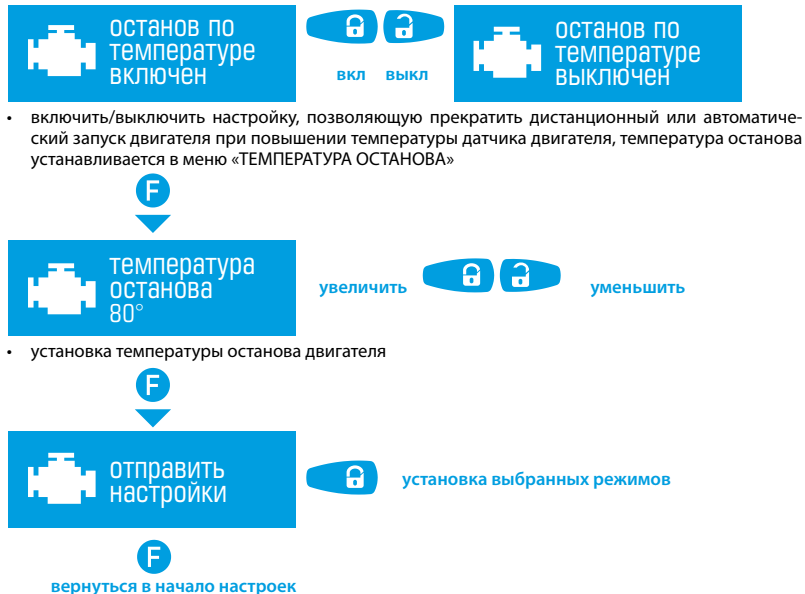 останов по
температуре
включен
вкл выкл
останов по
температуре
выключен
• включить/выключить настройку, позволяющую прекратить дистанционный или автоматиче-
ский запуск двигателя при повышении температуры датчика двигателя, температура останова
устанавливается в меню «ТЕМПЕРАТУРА ОСТАНОВА»
F
температура
останова
80°
увеличить
уменьшить
• установка температуры останова двигателя
F
отправить
настройки
установка выбранных режимов
F
вернуться в начало настроек